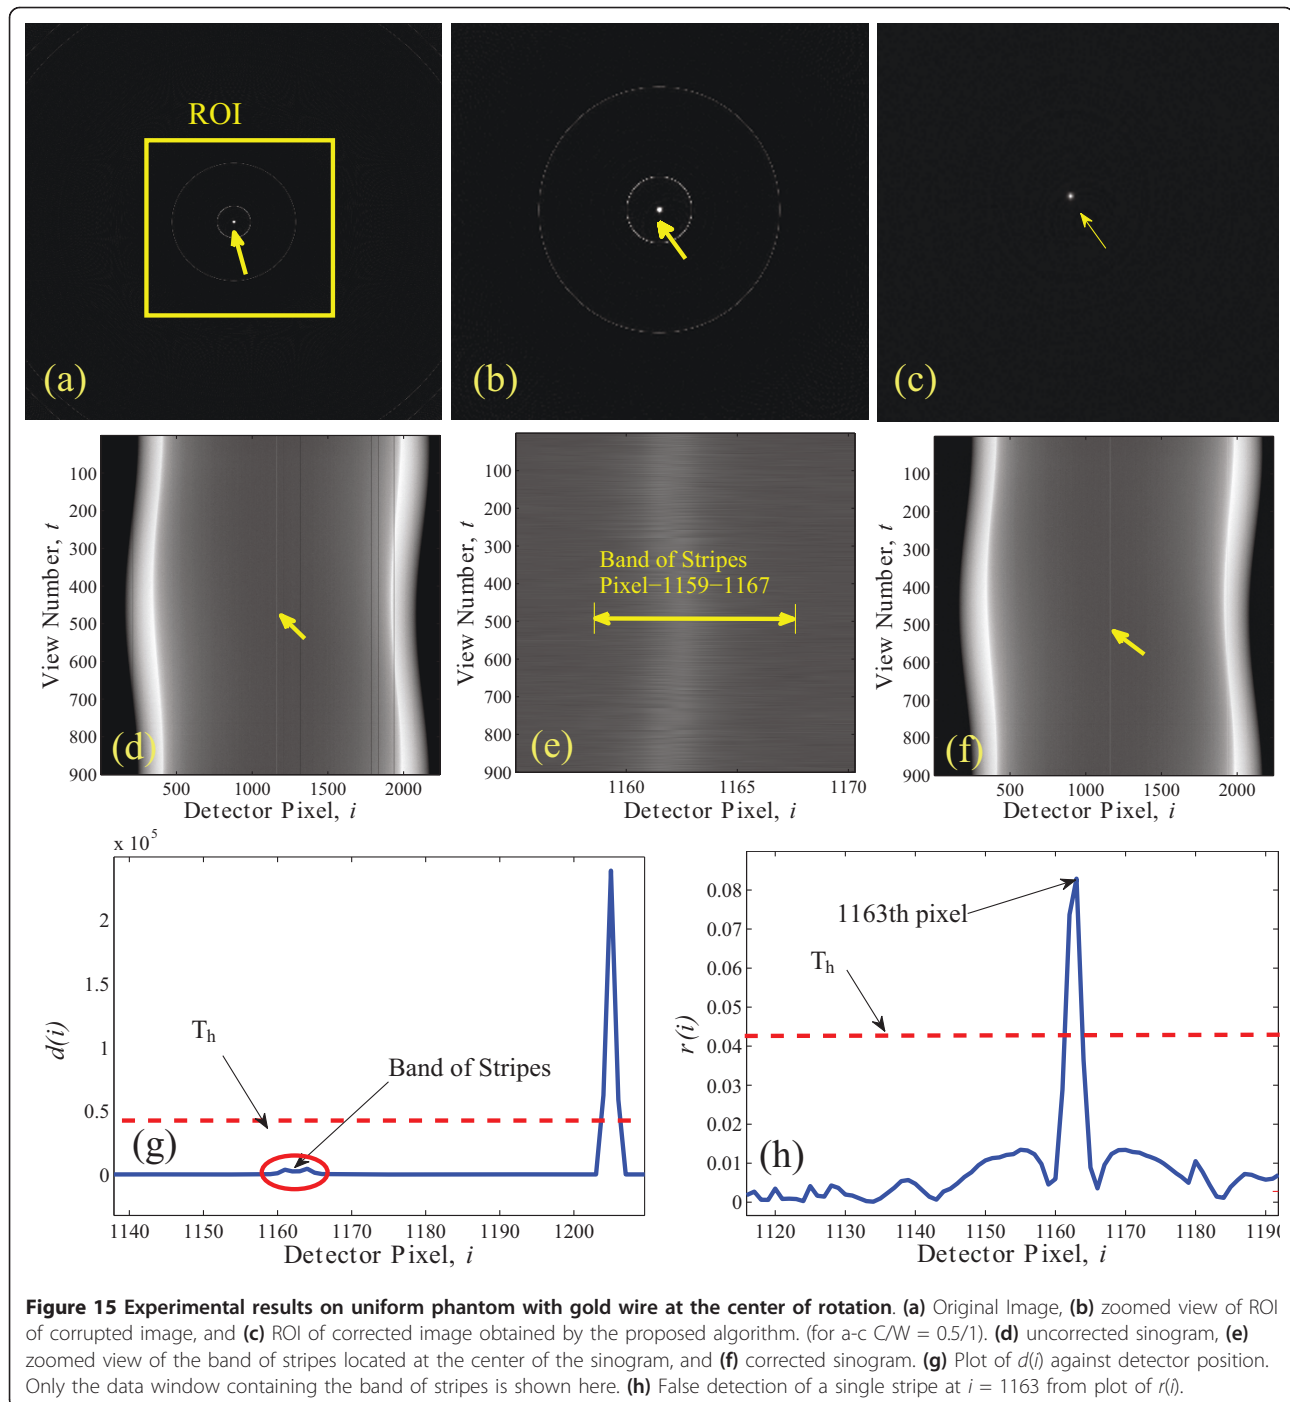 ROI
(a)
(b)
(c)
100
200
300
400
500
600
700
800
900
View Number, t
(d)
500 1000 1500 2000
Detector Pixel, i
100
200
300
400
500
600
700
800
900
View Number, t
Band of Stripes
Pixel−1159−1167
(e)
1160 1165 1170
Detector Pixel, i
100
200
300
400
500
600
700
800
900
View Number, t
(f)
500 1000 1500 2000
Detector Pixel, i
x 10^5
2
1.5
1
0.5
0
d(i)
T_h
Band of Stripes
(g)
1140 1150 1160 1170 1180 1190 1200
Detector Pixel, i
0.08
0.07
0.06
0.05
0.04
0.03
0.02
0.01
0
r(i)
1163th pixel
T_h
(h)
1120 1130 1140 1150 1160 1170 1180 1190
Detector Pixel, i
Figure 15 Experimental results on uniform phantom with gold wire at the center of rotation. (a) Original Image, (b) zoomed view of ROI
of corrupted image, and (c) ROI of corrected image obtained by the proposed algorithm. (for a-c C/W = 0.5/1). (d) uncorrected sinogram, (e)
zoomed view of the band of stripes located at the center of the sinogram, and (f) corrected sinogram. (g) Plot of d(i) against detector position.
Only the data window containing the band of stripes is shown here. (h) False detection of a single stripe at i = 1163 from plot of r(i).